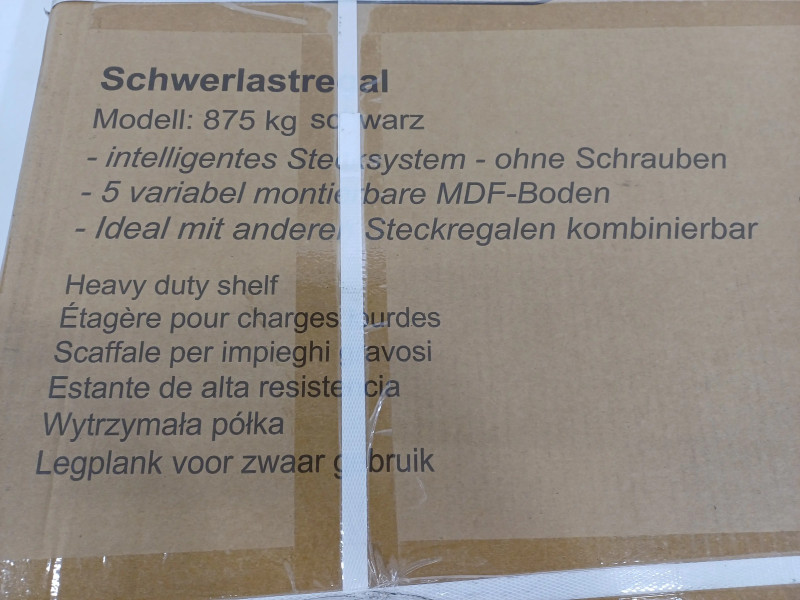 Schwerlastregal
Modell: 875 kg schwarz
- intelligentes Stecksystem - ohne Schrauben
- 5 variabel montierbare MDF-Boden
- Ideal mit anderen Steckregalen kombinierbar
Heavy duty shelf
Étagère pour charges lourdes
Scaffale per impieghi gravosi
Estante de alta resistencia
Wytrzymała półka
Legplank voor zwaar gebruik